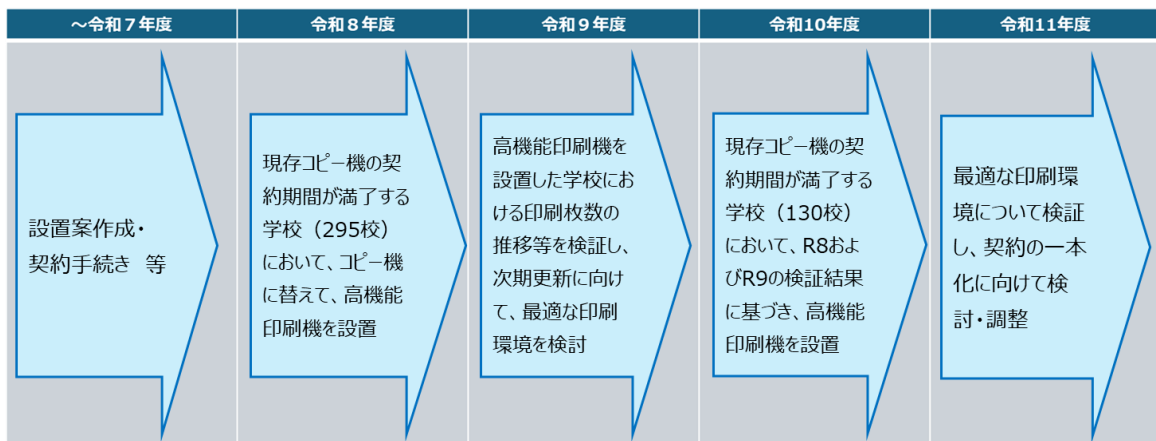 ～令和７年度
令和８年度
令和９年度
令和10年度
令和11年度
設置案作成・
契約手続き 等
現存コピー機の契
約期間が満了する
学校（295校）
において、コピー機
に替えて、高機能
印刷機を設置
高機能印刷機を
設置した学校にお
ける印刷枚数の
推移等を検証し、
次期更新に向け
て、最適な印刷
環境を検討
現存コピー機の契
約期間が満了する
学校（130校）
において、R8およ
びR9の検証結果
に基づき、高機能
印刷機を設置
最適な印刷環
境について検証
し、契約の一本
化に向けて検
討・調整